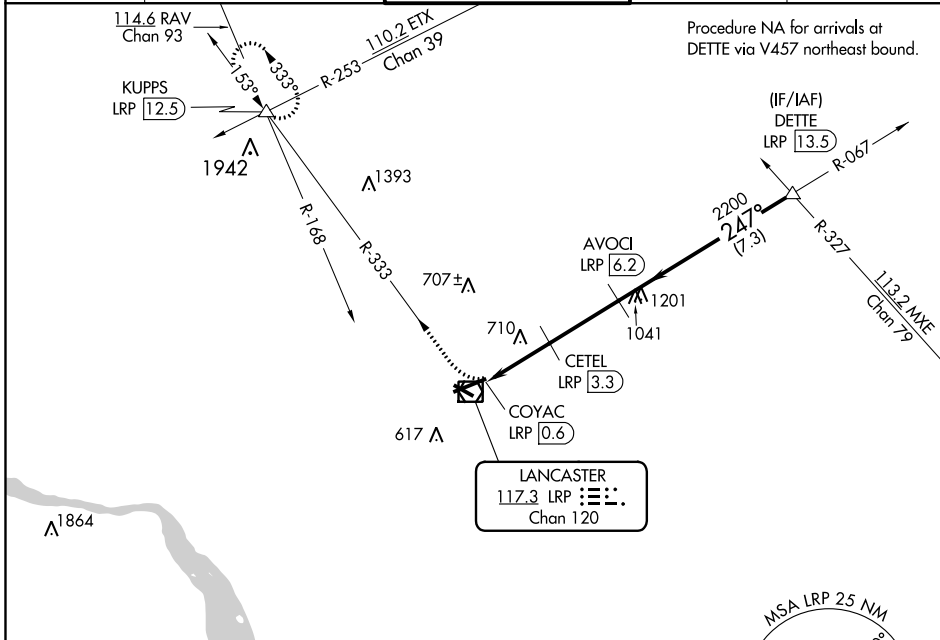 114.6 RAV
Chan 93
110.2 ETX
Chan 39
R-253
Procedure NA for arrivals at
DETTE via V457 northeast bound.
153°
333°
KUPPS
LRP 12.5
1942
1393
R-168
R-333
(IF/IAF)
DETTE
LRP 13.5
R-067
2200
247°
(7.3)
R-327
113.2 MXE
Chan 79
AVOCI
LRP 6.2
707±
1201
1041
710
CETEL
LRP 3.3
COYAC
LRP 0.6
617
LANCASTER
117.3 LRP
Chan 120
1864
MSA LRP 25 NM